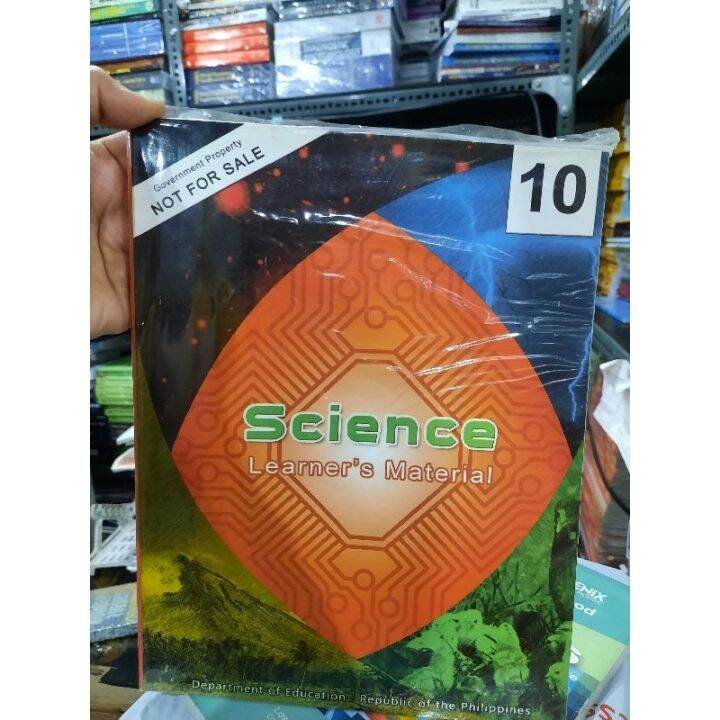 Government Property
NOT FOR SALE
10
Science
Learner's Material
Department of Education Republic of the Philippines